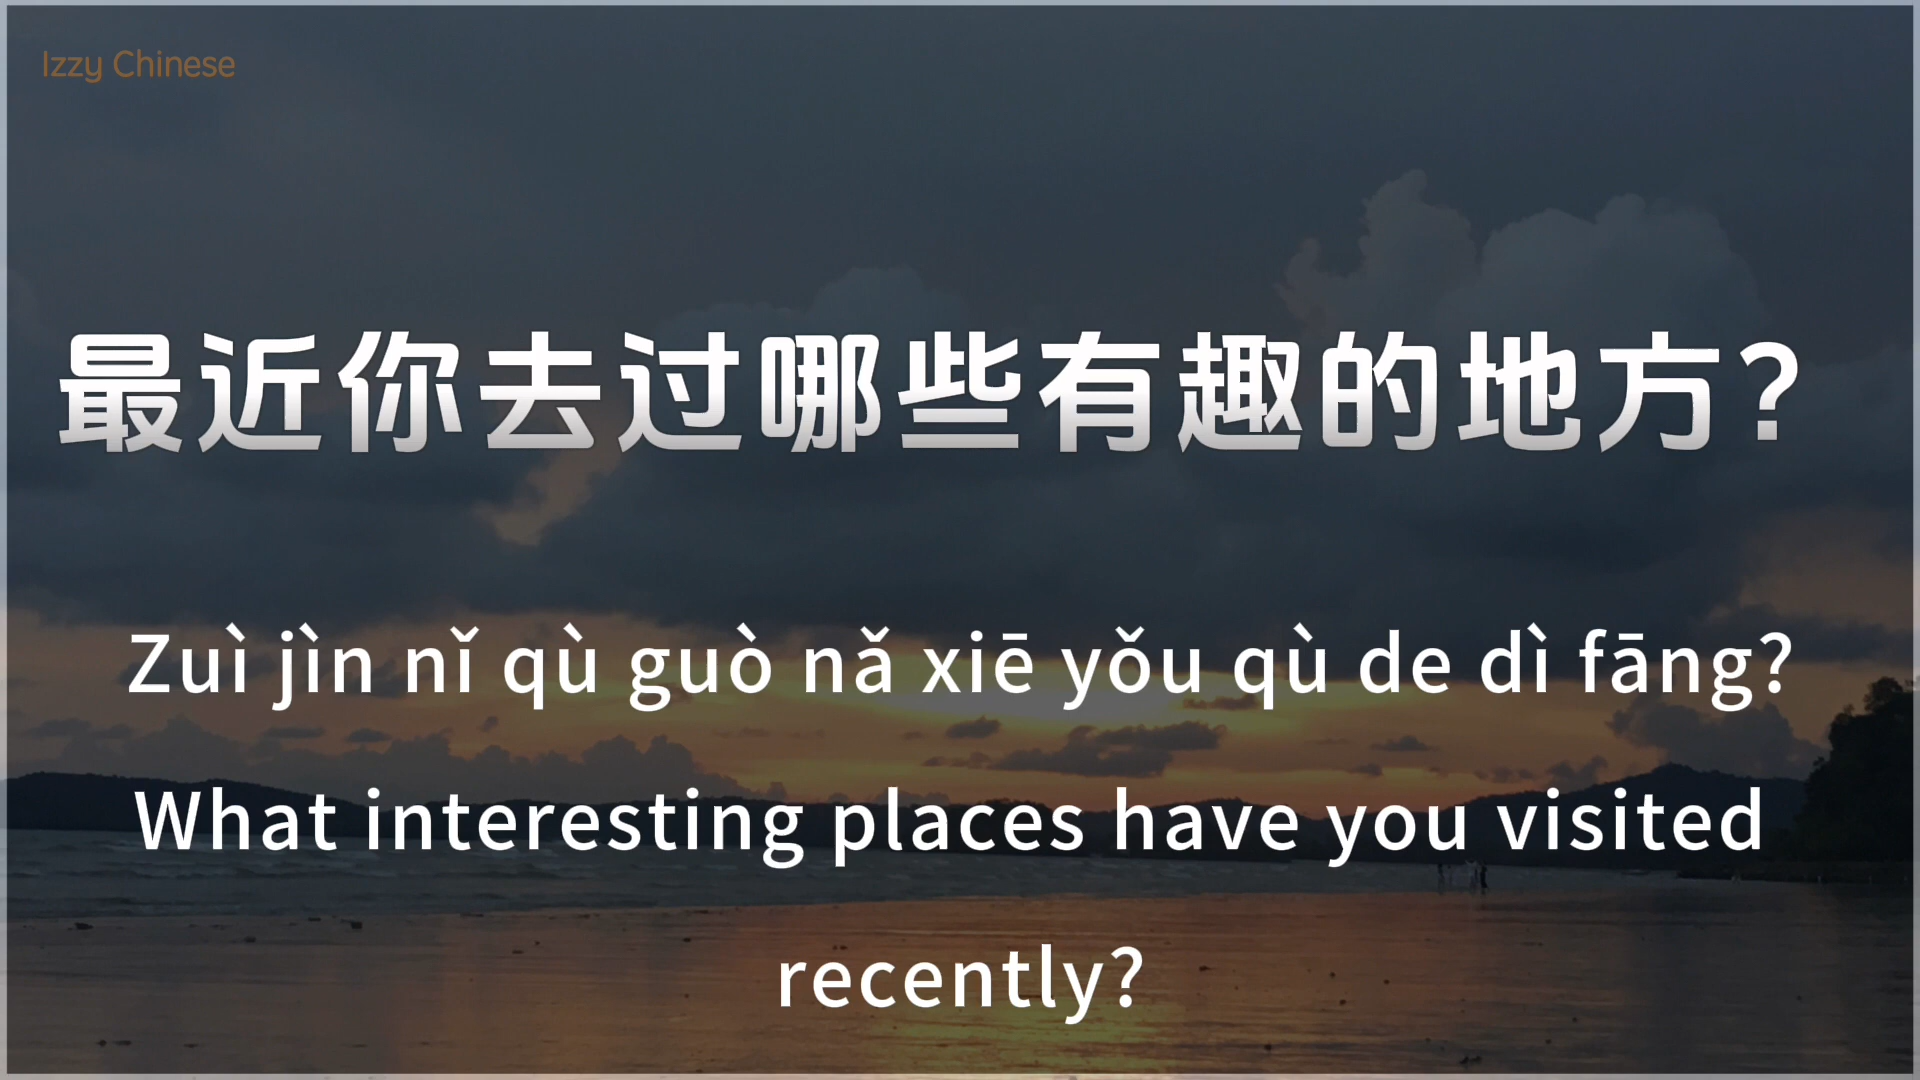 Izzy Chinese
最近你去过哪些有趣的地方？
Zuì jìn nǐ qù guò nǎ xiē yǒu qù de dì fāng?
What interesting places have you visited
recently?